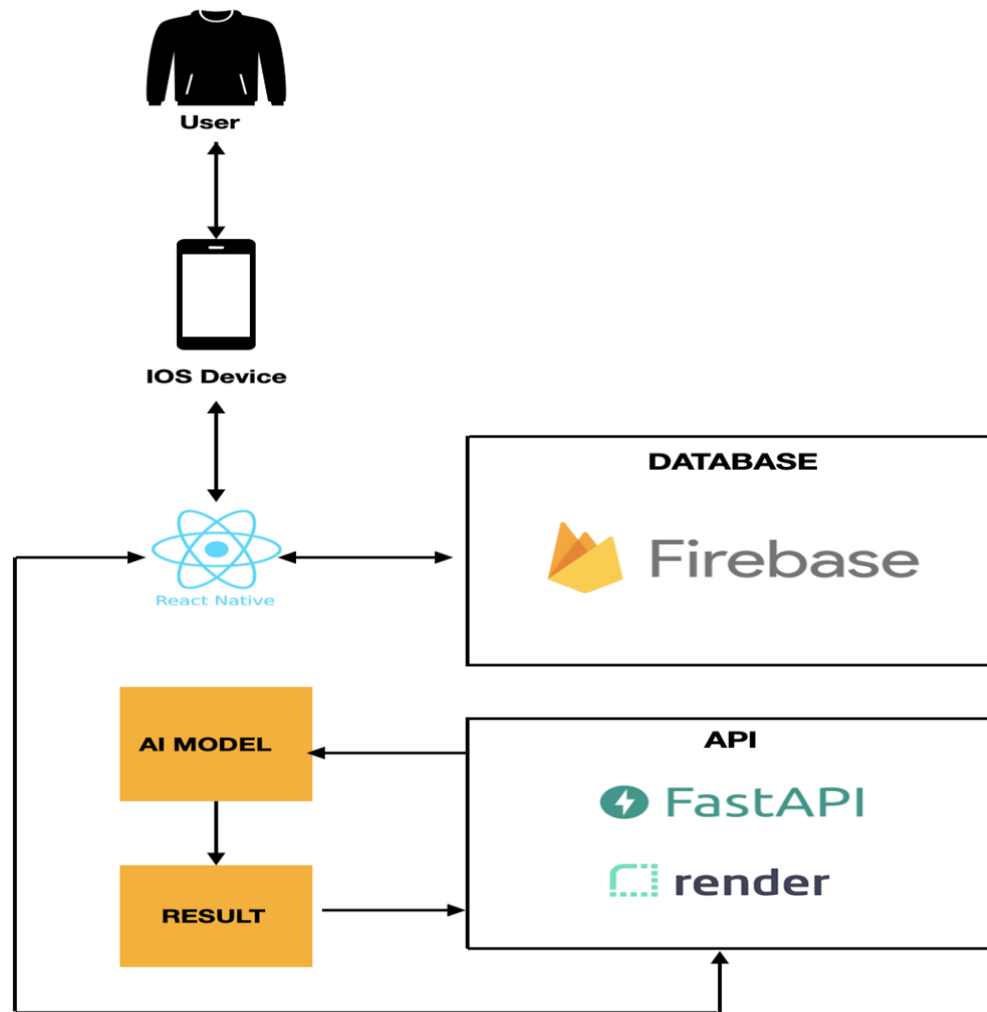 User
IOS Device
DATABASE
Firebase
React Native
AI MODEL
API
FastAPI
render
RESULT